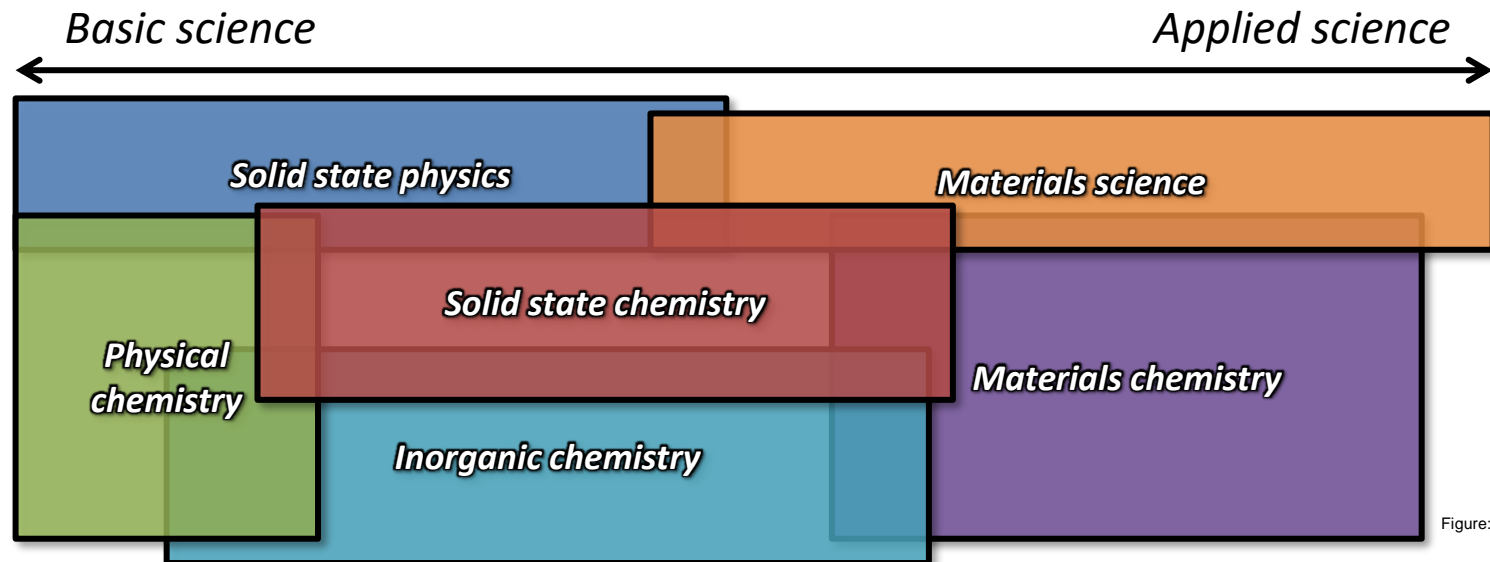 Basic science
Applied science
Solid state physics
Materials science
Solid state chemistry
Physical
chemistry
Materials chemistry
Inorganic chemistry
Figure: